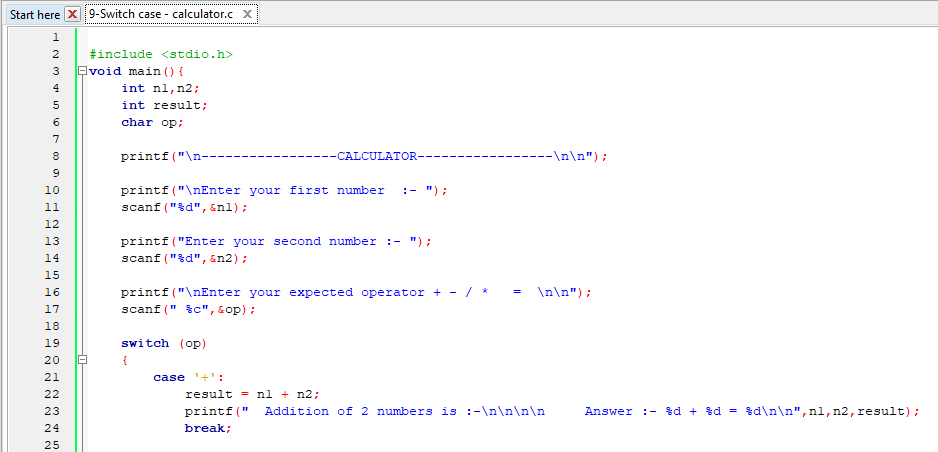 Start here 9-Switch case - calculator.c
1
2 #include <stdio.h>
3 void main(){
4 int n1,n2;
5 int result;
6 char op;
7
8 printf("\n-----------------CALCULATOR-----------------\n\n");
9
10 printf("\nEnter your first number  :- ");
11 scanf("%d",&n1);
12
13 printf("Enter your second number :- ");
14 scanf("%d",&n2);
15
16 printf("\nEnter your expected operator + - / *   =  \n\n");
17 scanf(" %c",&op);
18
19 switch (op)
20 {
21 case '+':
22 result = n1 + n2;
23 printf("  Addition of 2 numbers is :-\n\n\n\n     Answer :- %d + %d = %d\n\n",n1,n2,result);
24 break;
25